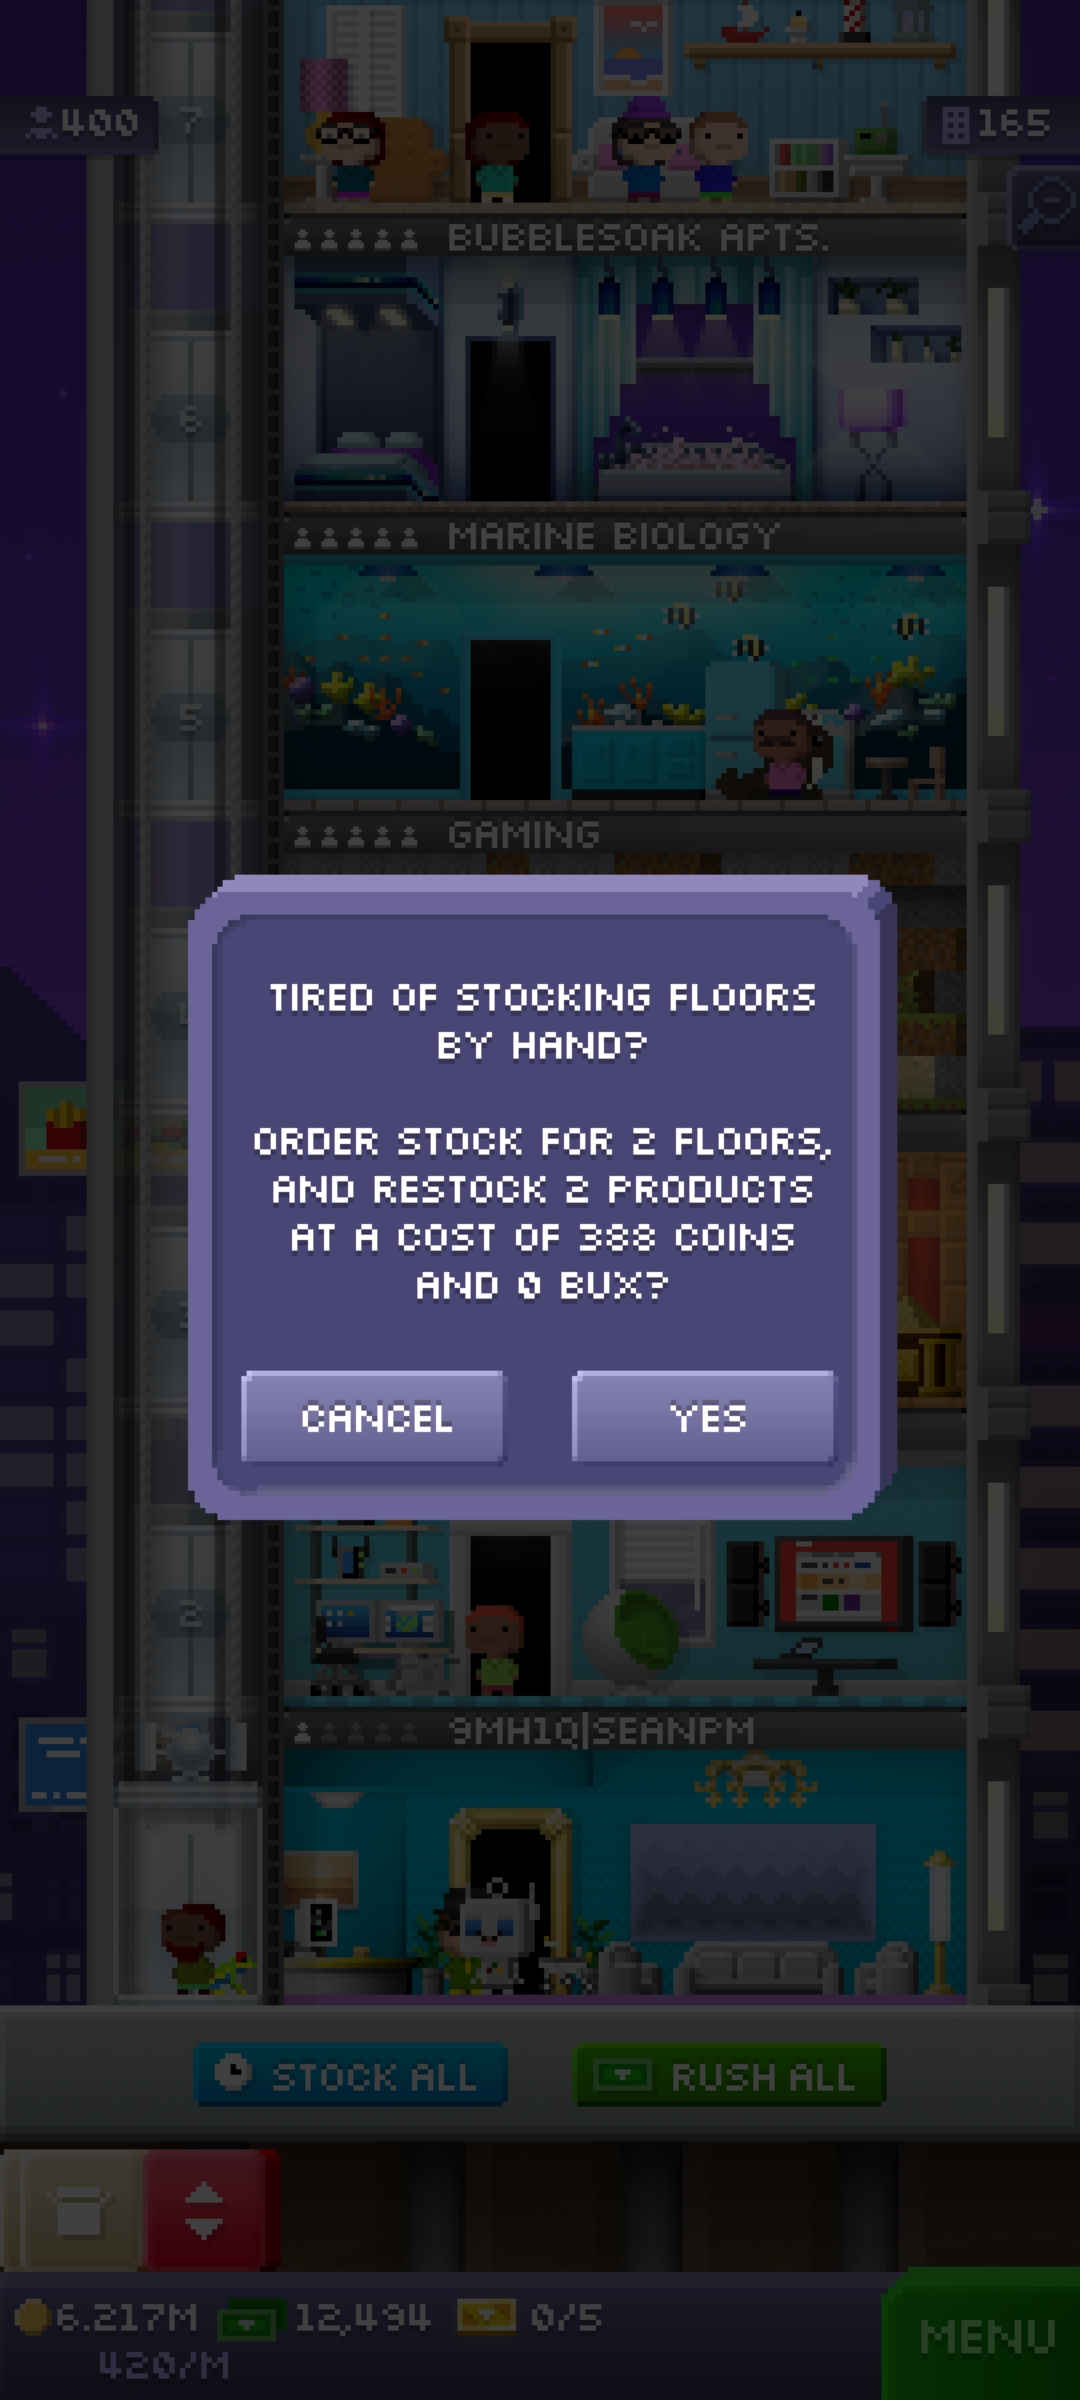 400
7
165
BUBBLESOAK APTS.
6
MARINE BIOLOGY
5
GAMING
TIRED OF STOCKING FLOORS
BY HAND?
ORDER STOCK FOR 2 FLOORS,
AND RESTOCK 2 PRODUCTS
AT A COST OF 388 COINS
AND 0 BUX?
CANCEL
YES
2
9MH1Q|SEANPM
STOCK ALL
RUSH ALL
6.217M
12,494
0/5
MENU
420/M